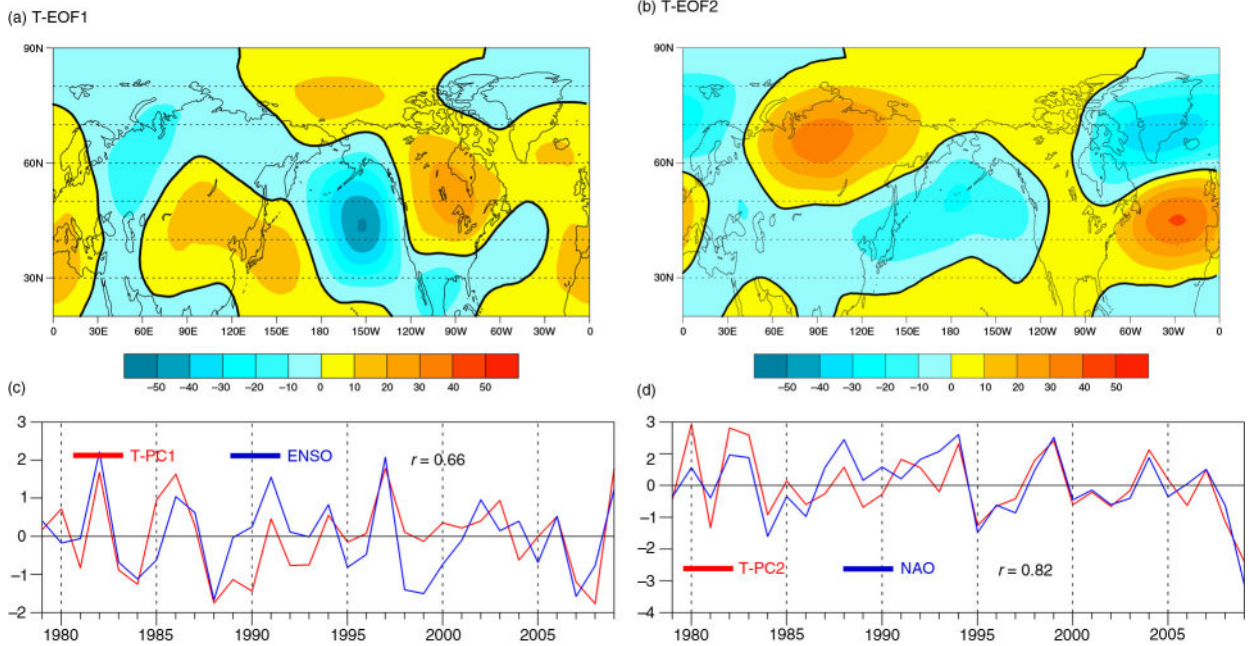 (a) T-EOF1
90N
60N
30N
0 30E 60E 90E 120E 150E 180 150W 120W 90W 60W 30W 0
−50 −40 −30 −20 −10 0 10 20 30 40 50
(b) T-EOF2
90N
60N
30N
0 30E 60E 90E 120E 150E 180 150W 120W 90W 60W 30W 0
−50 −40 −30 −20 −10 0 10 20 30 40 50
(c)
3
2
1
0
−1
−2
T-PC1 ENSO r = 0.66
1980 1985 1990 1995 2000 2005
(d)
3
2
1
0
−1
−2
−3
−4
T-PC2 NAO r = 0.82
1980 1985 1990 1995 2000 2005